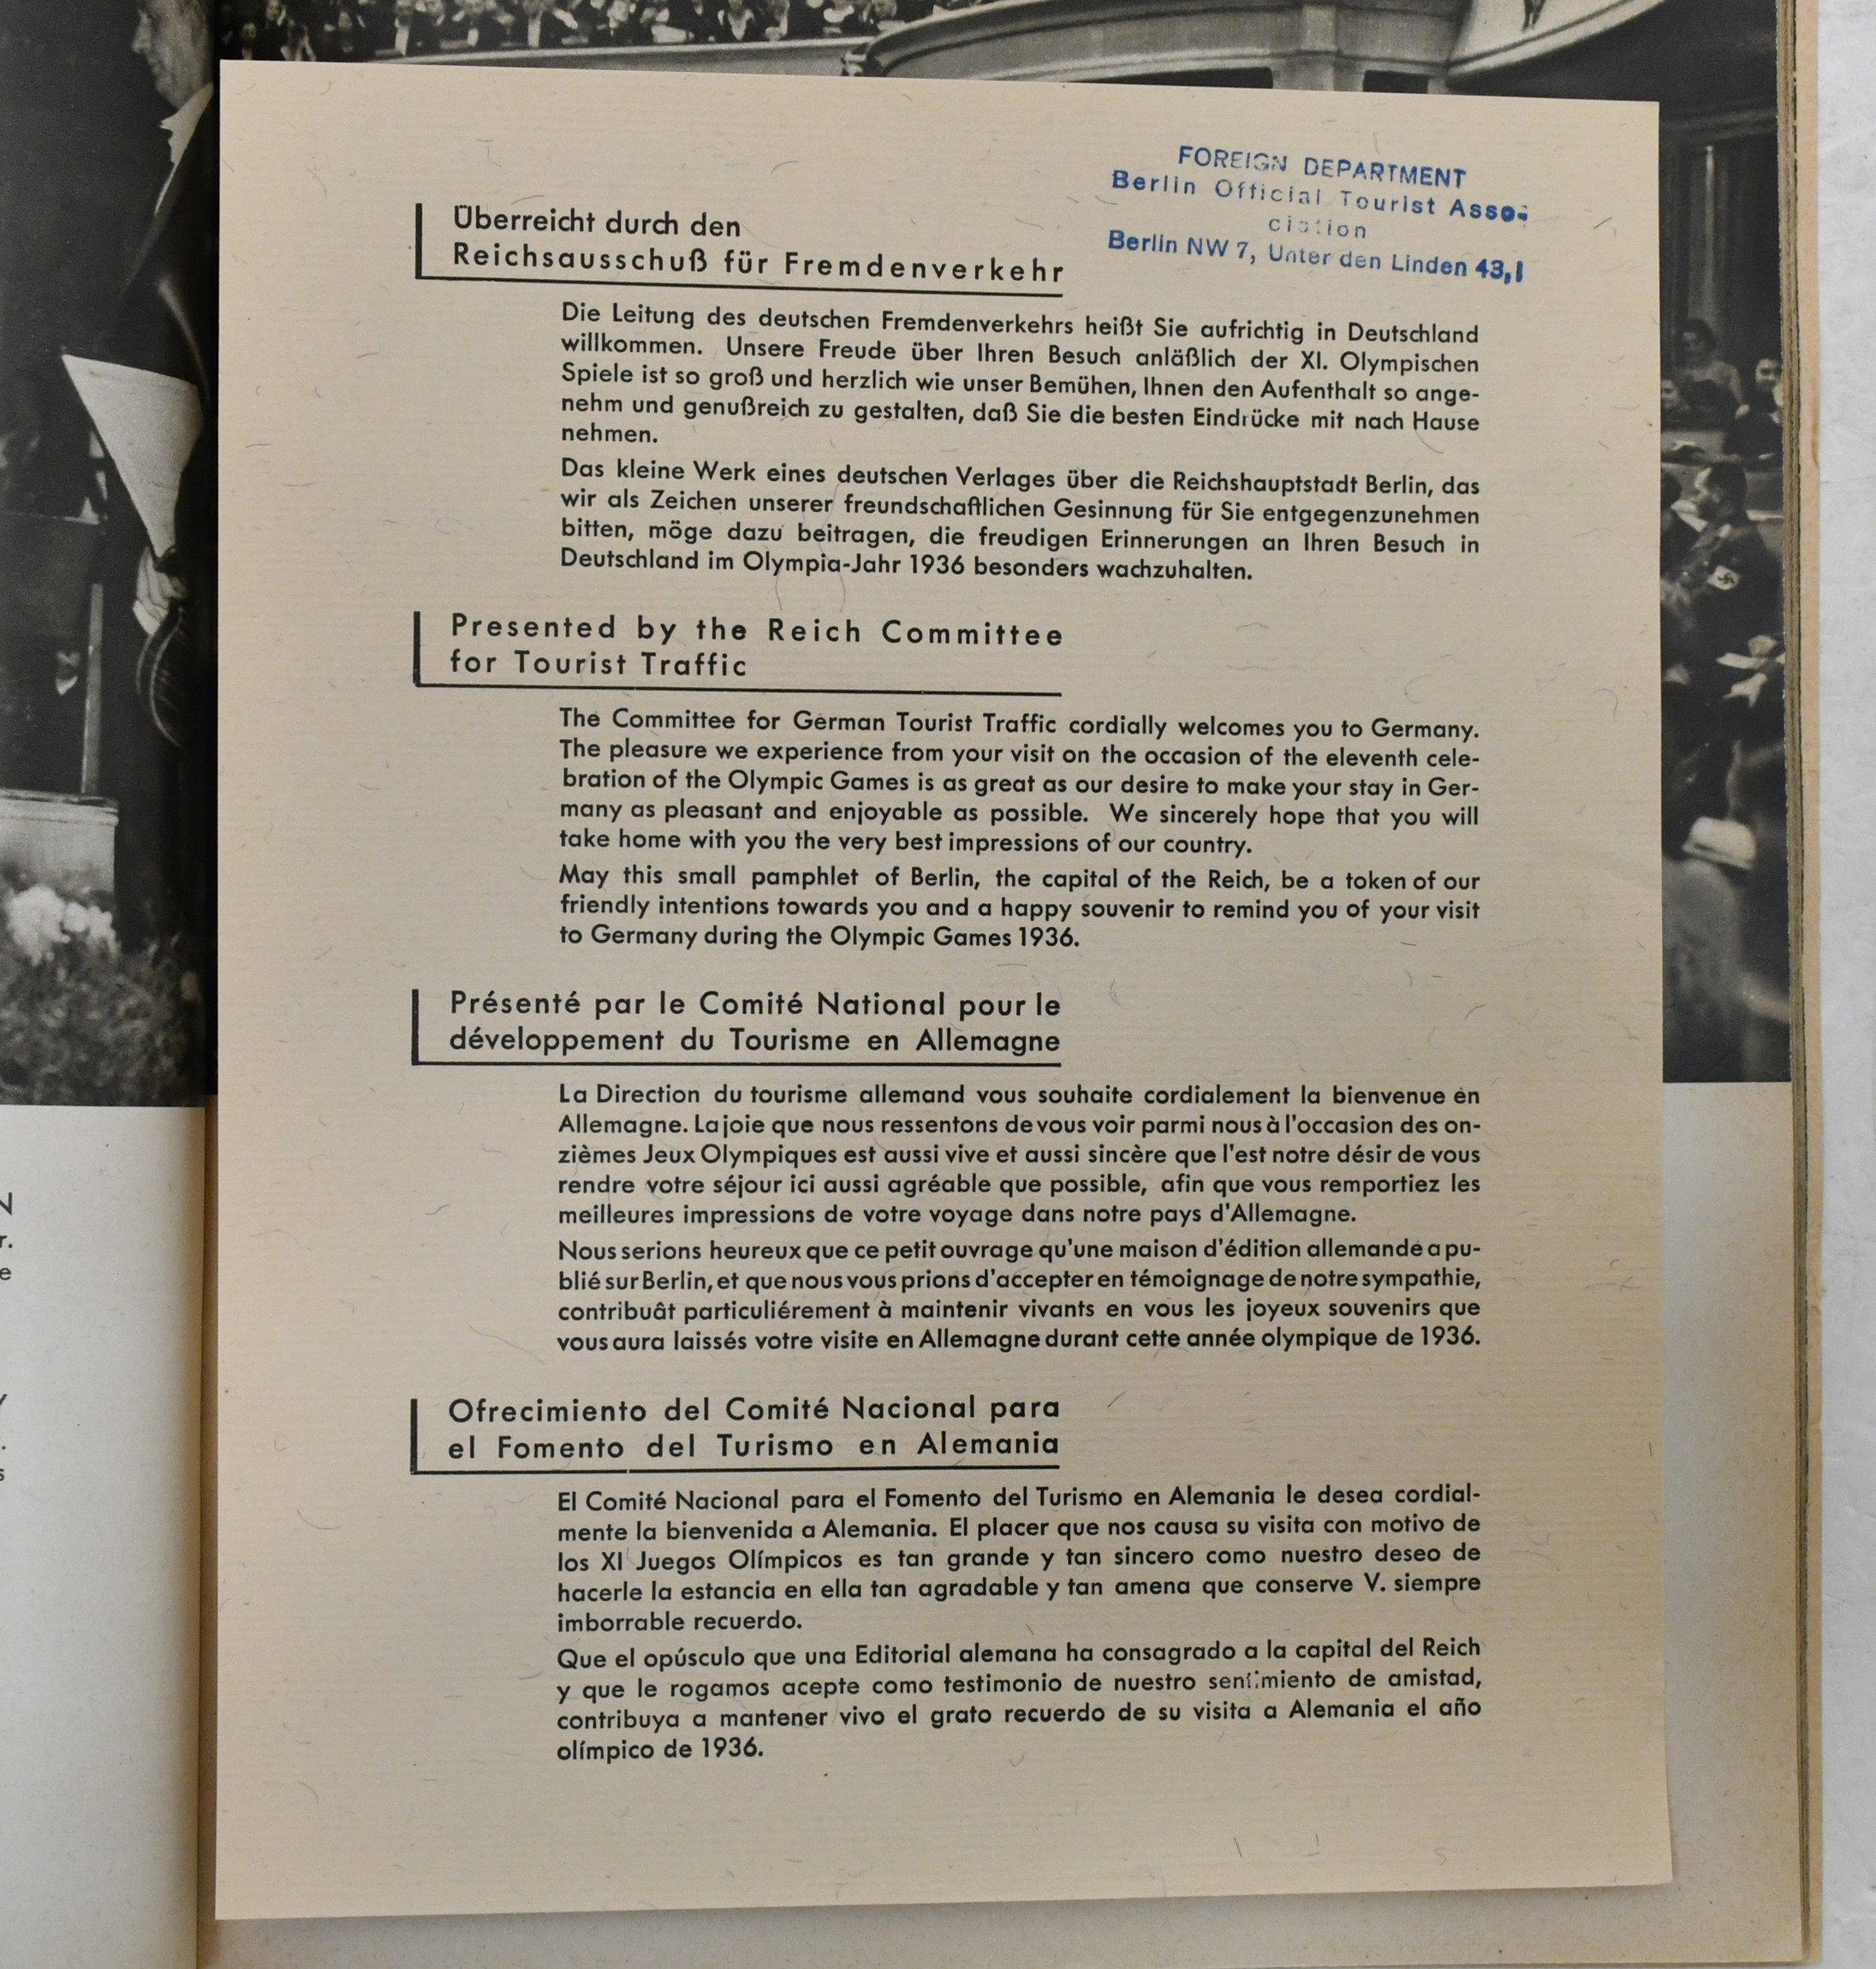 FOREIGN DEPARTMENT
Berlin Official Tourist Asso-
ciation
Berlin NW 7, Unter den Linden 43,I
Überreicht durch den
Reichsausschuß für Fremdenverkehr
Die Leitung des deutschen Fremdenverkehrs heißt Sie aufrichtig in Deutschland
willkommen. Unsere Freude über Ihren Besuch anläßlich der XI. Olympischen
Spiele ist so groß und herzlich wie unser Bemühen, Ihnen den Aufenthalt so ange-
nehm und genußreich zu gestalten, daß Sie die besten Eindrücke mit nach Hause
nehmen.
Das kleine Werk eines deutschen Verlages über die Reichshauptstadt Berlin, das
wir als Zeichen unserer freundschaftlichen Gesinnung für Sie entgegenzunehmen
bitten, möge dazu beitragen, die freudigen Erinnerungen an Ihren Besuch in
Deutschland im Olympia-Jahr 1936 besonders wachzuhalten.
Presented by the Reich Committee
for Tourist Traffic
The Committee for German Tourist Traffic cordially welcomes you to Germany.
The pleasure we experience from your visit on the occasion of the eleventh cele-
bration of the Olympic Games is as great as our desire to make your stay in Ger-
many as pleasant and enjoyable as possible. We sincerely hope that you will
take home with you the very best impressions of our country.
May this small pamphlet of Berlin, the capital of the Reich, be a token of our
friendly intentions towards you and a happy souvenir to remind you of your visit
to Germany during the Olympic Games 1936.
Présenté par le Comité National pour le
développement du Tourisme en Allemagne
La Direction du tourisme allemand vous souhaite cordialement la bienvenue en
Allemagne. La joie que nous ressentons de vous voir parmi nous à l'occasion des on-
zièmes Jeux Olympiques est aussi vive et aussi sincère que l'est notre désir de vous
rendre votre séjour ici aussi agréable que possible, afin que vous remportiez les
meilleures impressions de votre voyage dans notre pays d'Allemagne.
Nous serions heureux que ce petit ouvrage qu'une maison d'édition allemande a pu-
blié sur Berlin, et que nous vous prions d'accepter en témoignage de notre sympathie,
contribuât particuliérement à maintenir vivants en vous les joyeux souvenirs que
vous aura laissés votre visite en Allemagne durant cette année olympique de 1936.
Ofrecimiento del Comité Nacional para
el Fomento del Turismo en Alemania
El Comité Nacional para el Fomento del Turismo en Alemania le desea cordial-
mente la bienvenida a Alemania. El placer que nos causa su visita con motivo de
los XI Juegos Olímpicos es tan grande y tan sincero como nuestro deseo de
hacerle la estancia en ella tan agradable y tan amena que conserve V. siempre
imborrable recuerdo.
Que el opúsculo que una Editorial alemana ha consagrado a la capital del Reich
y que le rogamos acepte como testimonio de nuestro sentimiento de amistad,
contribuya a mantener vivo el grato recuerdo de su visita a Alemania el año
olímpico de 1936.